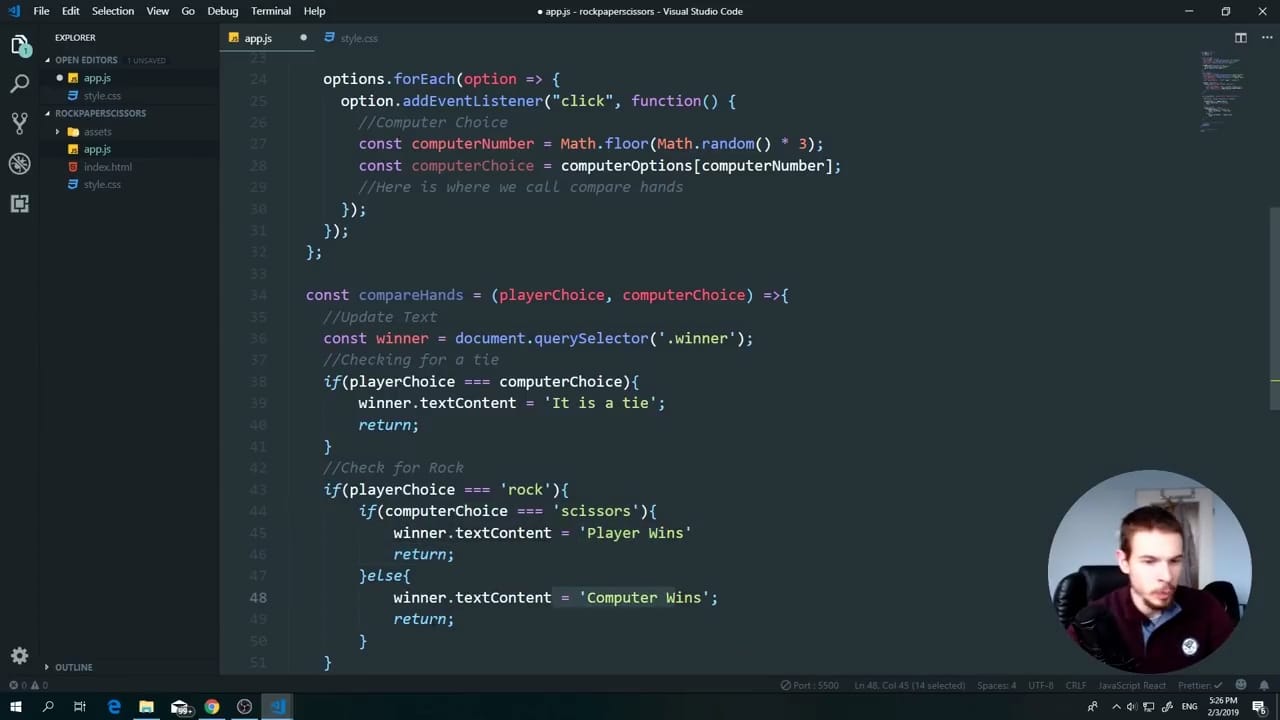 File Edit Selection View Go Debug Terminal Help
● app.js - rockpaperscissors - Visual Studio Code
EXPLORER
OPEN EDITORS 1 UNSAVED
app.js
style.css
ROCKPAPERSCISSORS
assets
app.js
index.html
style.css
OUTLINE
app.js
style.css
23
24 options.forEach(option => {
25 option.addEventListener("click", function() {
26 //Computer Choice
27 const computerNumber = Math.floor(Math.random() * 3);
28 const computerChoice = computerOptions[computerNumber];
29 //Here is where we call compare hands
30 });
31 });
32 };
33
34 const compareHands = (playerChoice, computerChoice) =>{
35 //Update Text
36 const winner = document.querySelector('.winner');
37 //Checking for a tie
38 if(playerChoice === computerChoice){
39 winner.textContent = 'It is a tie';
40 return;
41 }
42 //Check for Rock
43 if(playerChoice === 'rock'){
44 if(computerChoice === 'scissors'){
45 winner.textContent = 'Player Wins'
46 return;
47 }else{
48 winner.textContent = 'Computer Wins';
49 return;
50 }
51 }
0 0 Port : 5500 Ln 48, Col 45 (14 selected) Spaces: 4 UTF-8 CRLF JavaScript React Prettier: ✓
99+ ENG 5:26 PM
2/3/2019 6